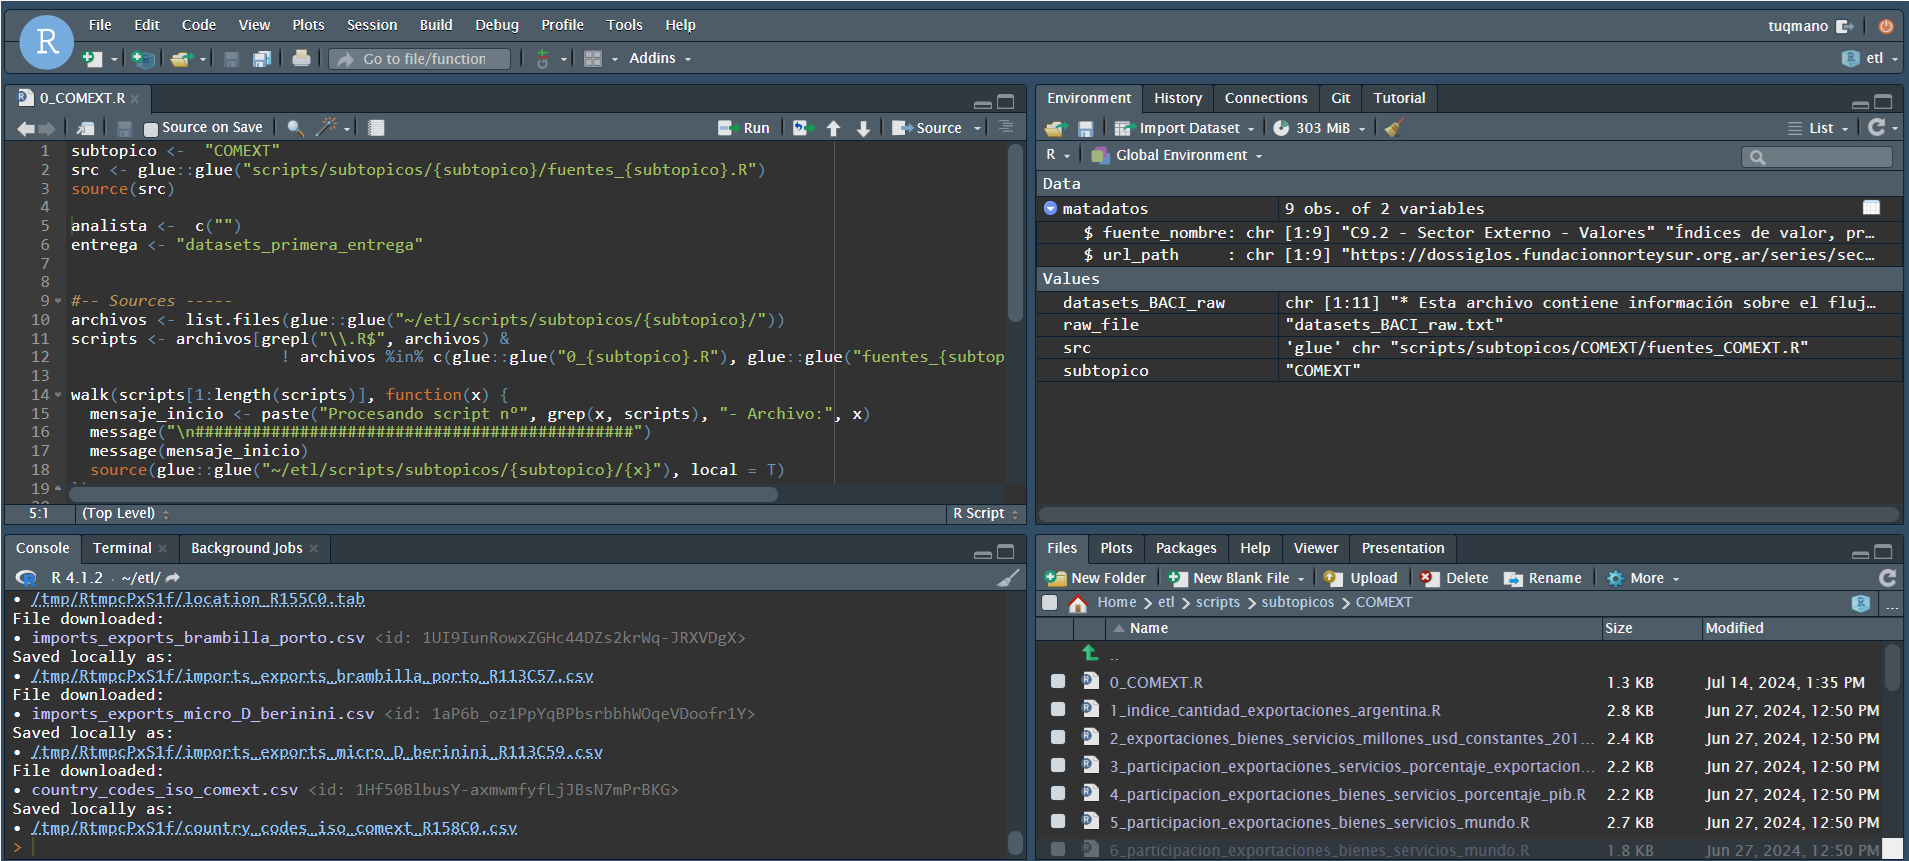 File Edit Code View Plots Session Build Debug Profile Tools Help
tuqmano
R
Go to file/function
Addins
etl
0_COMEXT.R
Source on Save
Run
Source
1 subtopico <-  "COMEXT"
2 src <- glue::glue("scripts/subtopicos/{subtopico}/fuentes_{subtopico}.R")
3 source(src)
4
5 analista <-  c("")
6 entrega <- "datasets_primera_entrega"
7
8
9 #-- Sources -----
10 archivos <- list.files(glue::glue("~/etl/scripts/subtopicos/{subtopico}/"))
11 scripts <- archivos[grepl("\\.R$", archivos) &
12 ! archivos %in% c(glue::glue("0_{subtopico}.R"), glue::glue("fuentes_{subtop
13
14 walk(scripts[1:length(scripts)], function(x) {
15 mensaje_inicio <- paste("Procesando script nº", grep(x, scripts), "- Archivo:", x)
16 message("\n##############################################")
17 message(mensaje_inicio)
18 source(glue::glue("~/etl/scripts/subtopicos/{subtopico}/{x}"), local = T)
19
5:1 (Top Level) R Script
Environment History Connections Git Tutorial
Import Dataset 303 MiB List
R Global Environment
Data
matadatos 9 obs. of 2 variables
$ fuente_nombre: chr [1:9] "C9.2 - Sector Externo - Valores" "Índices de valor, pr…
$ url_path     : chr [1:9] "https://dossiglos.fundacionnorteysur.org.ar/series/sec…
Values
datasets_BACI_raw chr [1:11] "* Esta archivo contiene información sobre el fluj…
raw_file "datasets_BACI_raw.txt"
src 'glue' chr "scripts/subtopicos/COMEXT/fuentes_COMEXT.R"
subtopico "COMEXT"
Console Terminal Background Jobs
R 4.1.2 · ~/etl/
• /tmp/RtmpcPxS1f/location_R155C0.tab
File downloaded:
• imports_exports_brambilla_porto.csv <id: 1UI9IunRowxZGHc44DZs2krWq-JRXVDgX>
Saved locally as:
• /tmp/RtmpcPxS1f/imports_exports_brambilla_porto_R113C57.csv
File downloaded:
• imports_exports_micro_D_berinini.csv <id: 1aP6b_oz1PpYqBPbsrbbhWOqeVDoofr1Y>
Saved locally as:
• /tmp/RtmpcPxS1f/imports_exports_micro_D_berinini_R113C59.csv
File downloaded:
• country_codes_iso_comext.csv <id: 1Hf50BlbusY-axmwmfyfLjJBsN7mPrBKG>
Saved locally as:
• /tmp/RtmpcPxS1f/country_codes_iso_comext_R158C0.csv
>
Files Plots Packages Help Viewer Presentation
New Folder New Blank File Upload Delete Rename More
Home etl scripts subtopicos COMEXT ...
Name Size Modified
..
0_COMEXT.R 1.3 KB Jul 14, 2024, 1:35 PM
1_indice_cantidad_exportaciones_argentina.R 2.8 KB Jun 27, 2024, 12:50 PM
2_exportaciones_bienes_servicios_millones_usd_constantes_201... 2.4 KB Jun 27, 2024, 12:50 PM
3_participacion_exportaciones_servicios_porcentaje_exportacion... 2.2 KB Jun 27, 2024, 12:50 PM
4_participacion_exportaciones_bienes_servicios_porcentaje_pib.R 2.2 KB Jun 27, 2024, 12:50 PM
5_participacion_exportaciones_bienes_servicios_mundo.R 2.7 KB Jun 27, 2024, 12:50 PM
6_participacion_exportaciones_bienes_servicios_mundo.R 1.8 KB Jun 27, 2024, 12:50 PM